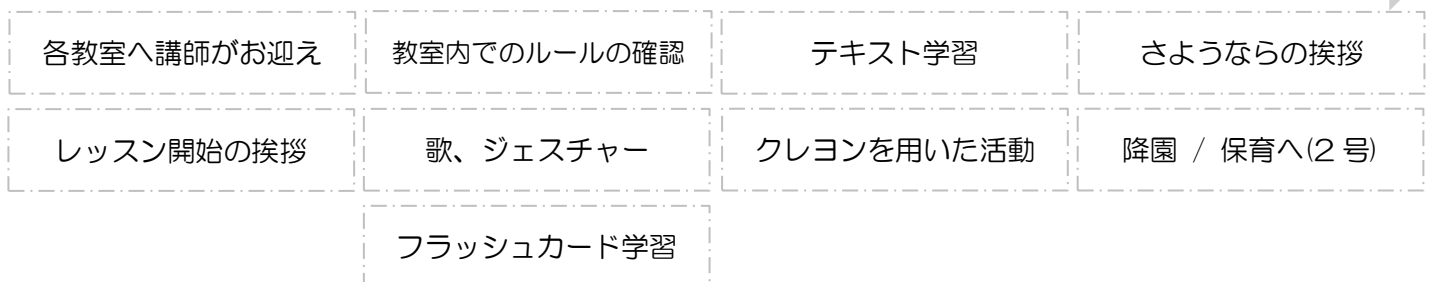 各教室へ講師がお迎え
レッスン開始の挨拶
教室内でのルールの確認
歌、ジェスチャー
フラッシュカード学習
テキスト学習
クレヨンを用いた活動
さようならの挨拶
降園 / 保育へ(2 号)